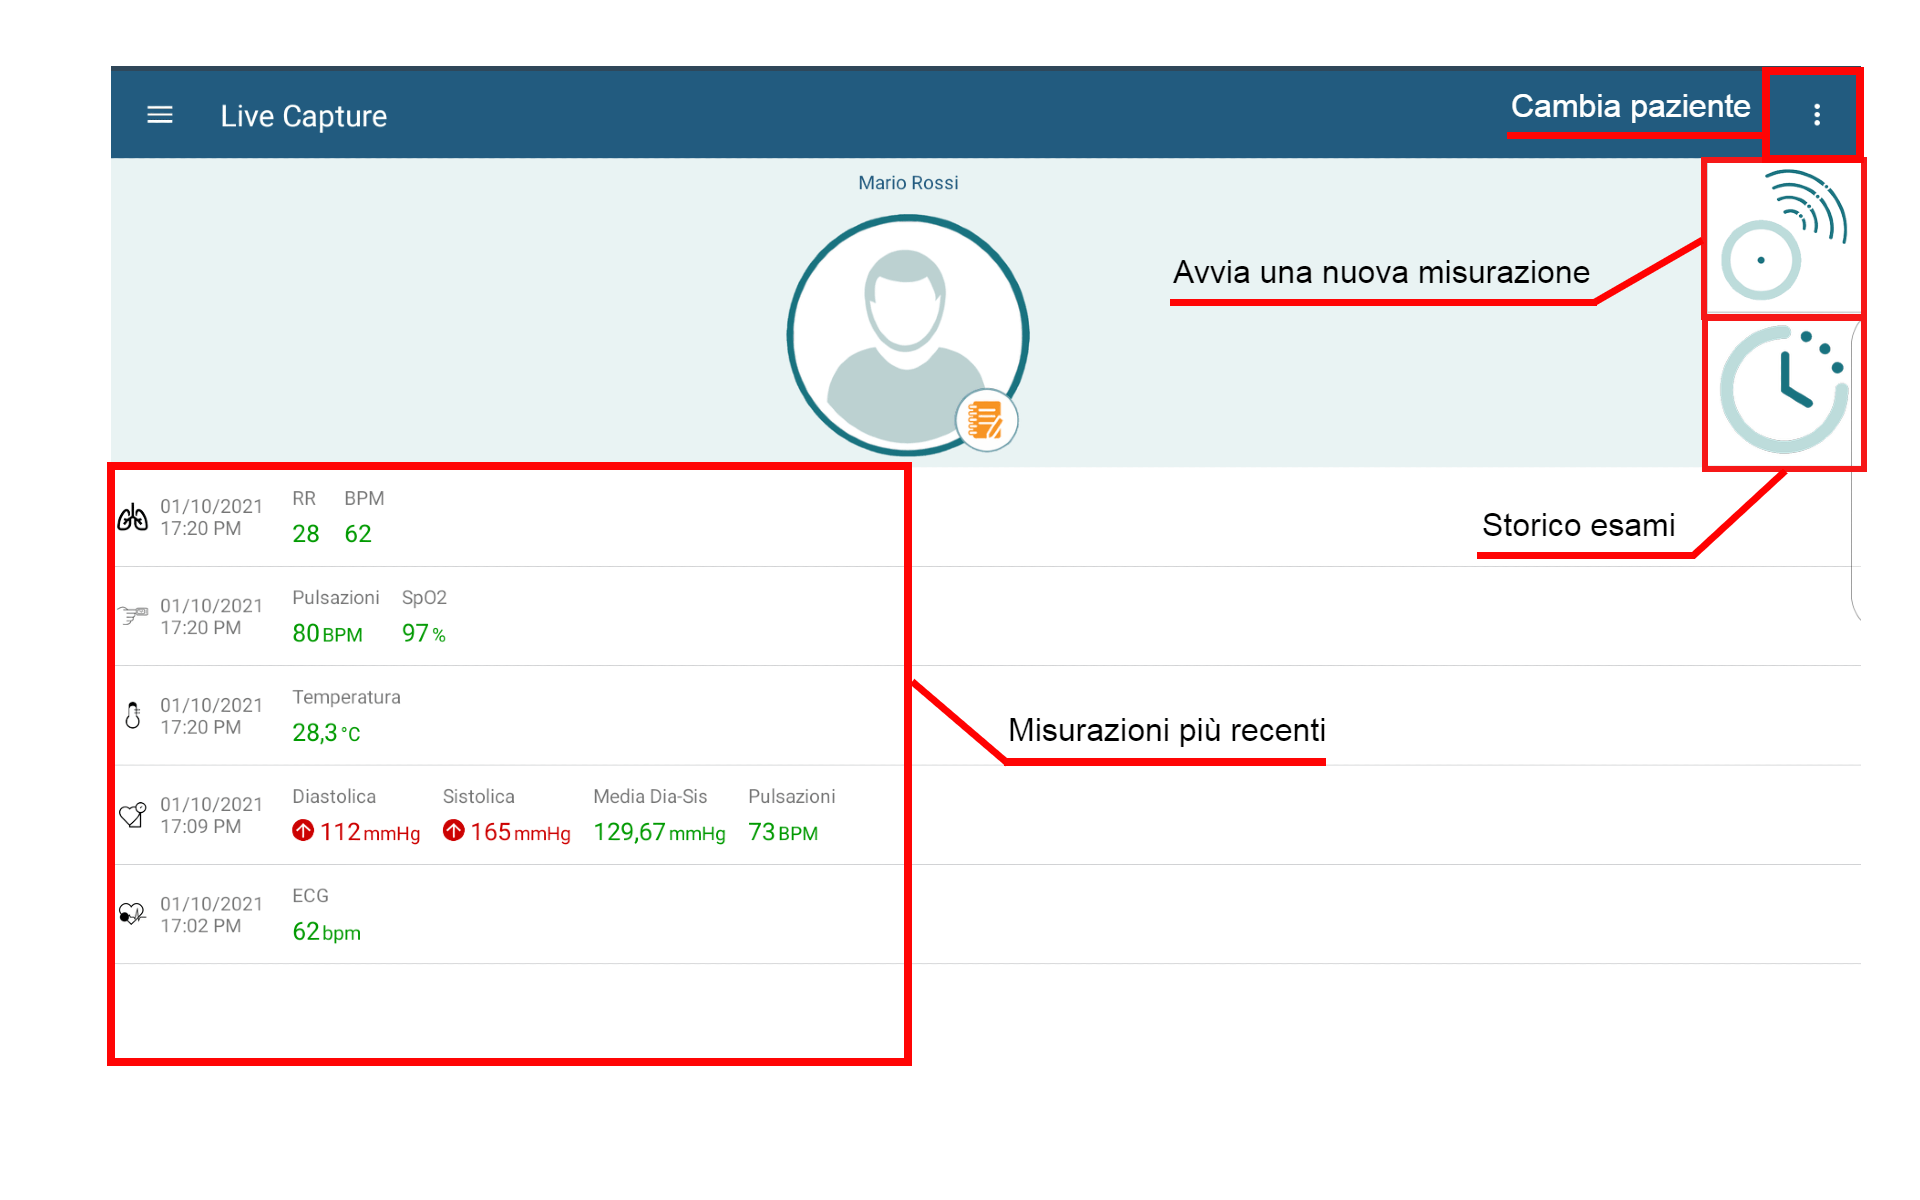 Live Capture
Cambia paziente
Mario Rossi
Avvia una nuova misurazione
Storico esami
Misurazioni più recenti
01/10/2021
17:20 PM
RR BPM
28 62
01/10/2021
17:20 PM
Pulsazioni SpO2
80 BPM 97 %
01/10/2021
17:20 PM
Temperatura
28,3 °C
01/10/2021
17:09 PM
Diastolica Sistolica Media Dia-Sis Pulsazioni
112 mmHg 165 mmHg 129,67 mmHg 73 BPM
01/10/2021
17:02 PM
ECG
62 bpm